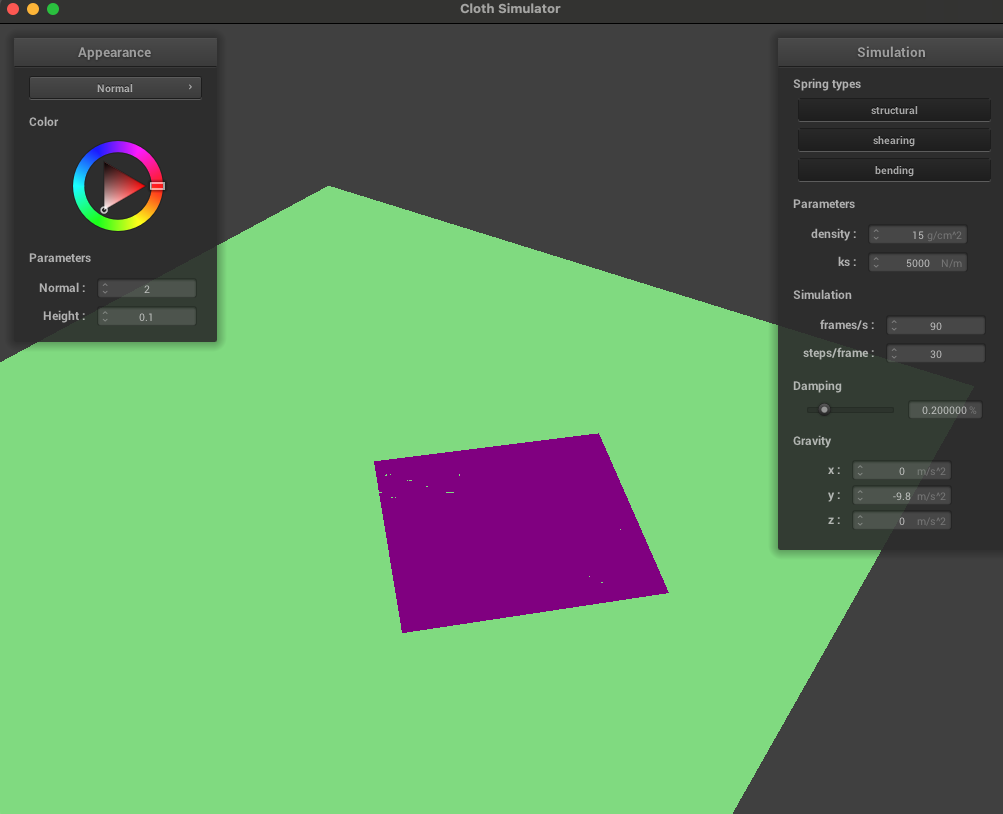 Cloth Simulator
Appearance
Normal
Color
Parameters
Normal : 2
Height : 0.1
Simulation
Spring types
structural
shearing
bending
Parameters
density : 15 g/cm^2
ks : 5000 N/m
Simulation
frames/s : 90
steps/frame : 30
Damping
0.200000 %
Gravity
x : 0 m/s^2
y : -9.8 m/s^2
z : 0 m/s^2